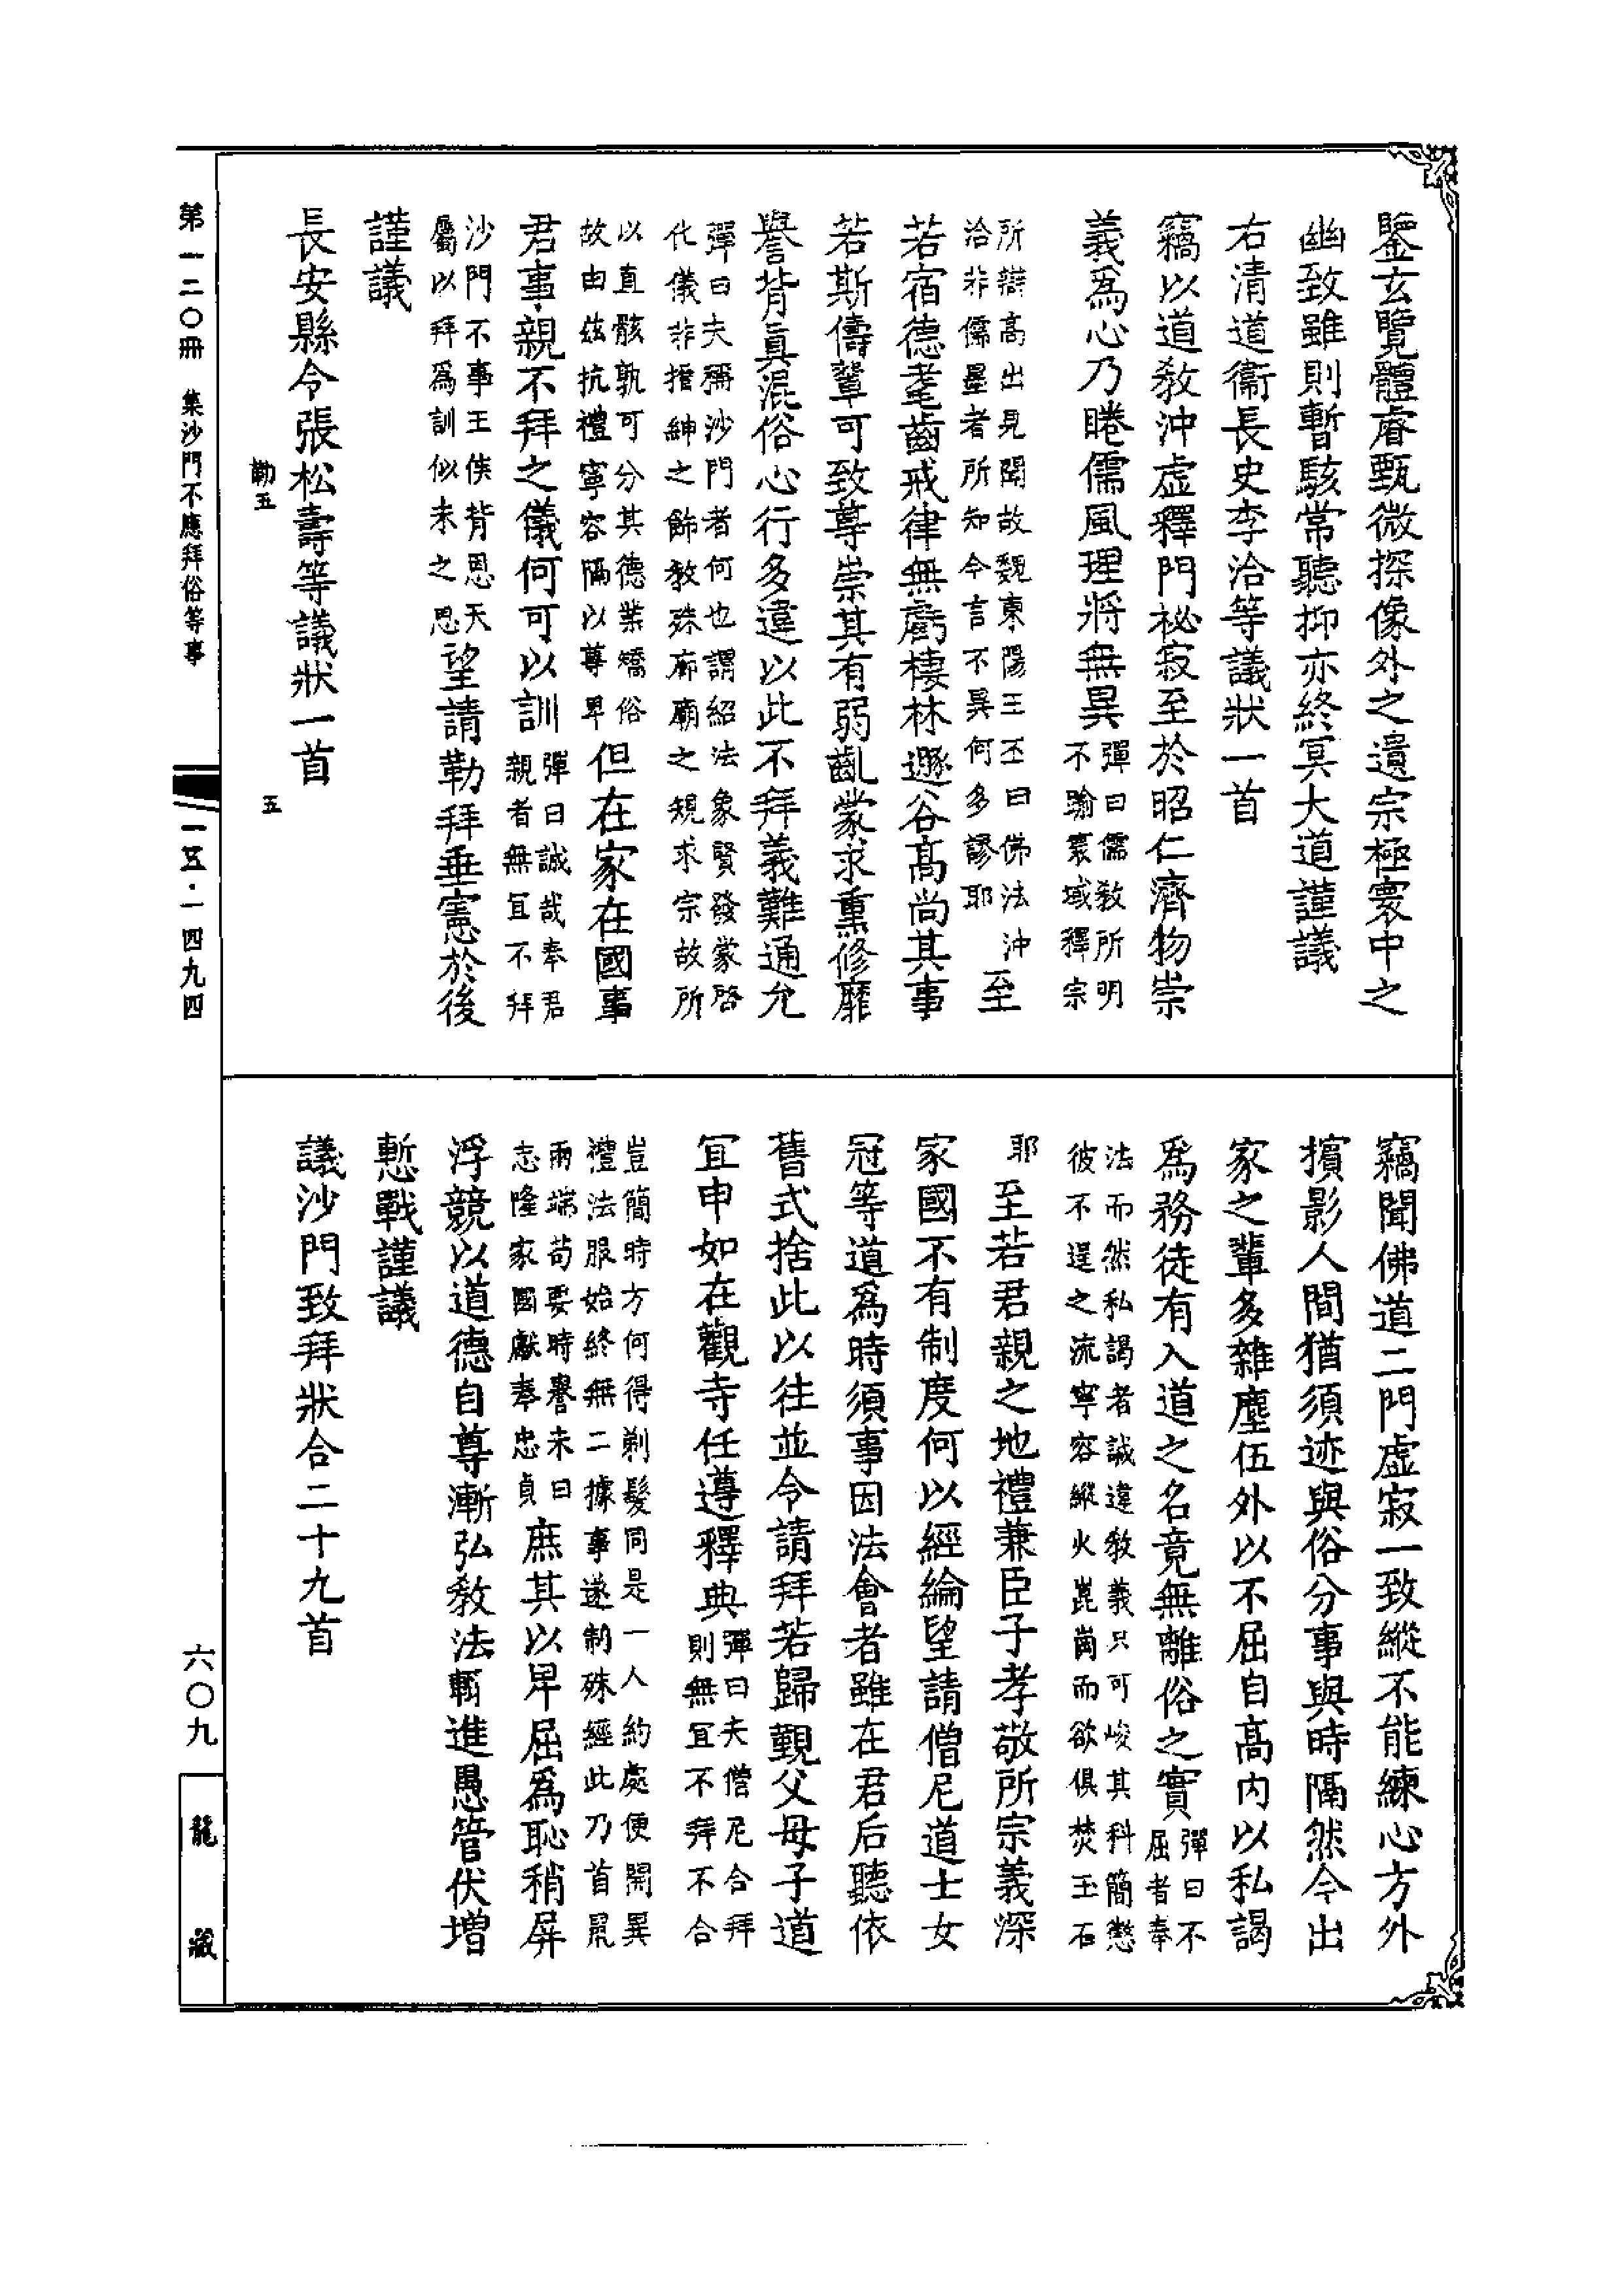 鑒玄覽體睿甄微探像外之遺宗極寰中之
幽致雖則暫駭常聽抑亦終冥大道謹議
右清道衞長史李洽等議狀一首
竊以道敎沖虛釋門祕寂至於昭仁濟物崇
義爲心乃睠儒風理將無異彈曰儒敎所明不踰寰域釋宗
所辯高出見聞故魏東陽王丕曰佛法沖洽非儒墨者所知今言不異何多謬耶至
若宿德耄齒戒律無虧棲林遯谷高尚其事
若斯儔輩可致尊崇其有弱齓蒙求熏修靡
譽背眞混俗心行多違以此不拜義難通允
彈曰夫稱沙門者何也謂紹法象賢發蒙啓化儀非搢紳之飾敎殊廊廟之規求宗故所
以直骸孰可分其德業矯俗故由玆抗禮寧容隔以尊卑但在家在國事
君事親不拜之儀何可以訓彈曰誠哉奉君親者無宜不拜
沙門不事王侯背恩天屬以拜爲訓似未之思望請勒拜垂憲於後
謹議
長安縣令張松壽等議狀一首
竊聞佛道二門虛寂一致縱不能練心方外
擯影人間猶須迹與俗分事與時隔然今出
家之輩多雜塵伍外以不屈自高内以私謁
爲務徒有入道之名竟無離俗之實彈曰不屈者奉
法而然私謁者誠違敎義只可峻其科簡懲彼不逞之流寧容縱火崑崗而欲俱焚玉石
耶至若君親之地禮兼臣子孝敬所宗義深
家國不有制度何以經綸望請僧尼道士女
冠等道爲時須事因法會者雖在君后聽依
舊式捨此以往並令請拜若歸覲父母子道
宜申如在觀寺任遵釋典彈曰夫僧尼合拜則無宜不拜不合
豈簡時方何得剃髮同是一人約處便開異禮法服始終無二據事遂制殊經此乃首鼠
兩端苟要時譽未曰志隆家國獻奉忠貞庶其以卑屈爲恥稍屏
浮競以道德自尊漸弘敎法輒進愚管伏增
慙戰謹議
議沙門致拜狀合二十九首
第一二〇冊 集沙門不應拜俗等事
勒五
五
一一五·一四九四
六〇九
龍藏